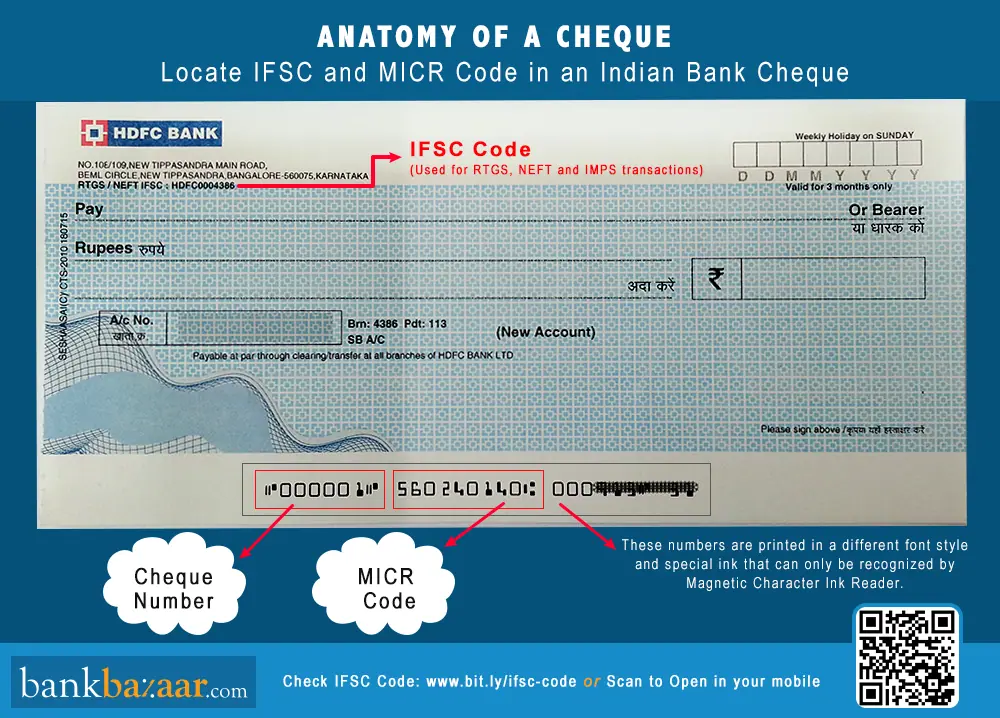 ANATOMY OF A CHEQUE
Locate IFSC and MICR Code in an Indian Bank Cheque
HDFC BANK
NO.10E/109,NEW TIPPASANDRA MAIN ROAD,
BEML CIRCLE,NEW TIPPASANDRA,BANGALORE-560075,KARNATAKA
RTGS / NEFT IFSC : HDFC0004386
IFSC Code
(Used for RTGS, NEFT and IMPS transactions)
Weekly Holiday on SUNDAY
D D M M Y Y Y Y
Valid for 3 months only
Pay
Or Bearer
या धारक को
Rupees रुपये
अदा करें
₹
SESHAASAI(C) CTS-2010 180715
A/c No.
खाता.क्र.
Brn: 4386 Pdt: 113
SB A/C
(New Account)
Payable at par through clearing/transfer at all branches of HDFC BANK LTD
Please sign above /कृपया यहाँ हस्ताक्षर करें
⑈000001⑈ 560240140⑆ 000
Cheque
Number
MICR
Code
These numbers are printed in a different font style
and special ink that can only be recognized by
Magnetic Character Ink Reader.
bankbazaar.com
Check IFSC Code: www.bit.ly/ifsc-code or Scan to Open in your mobile